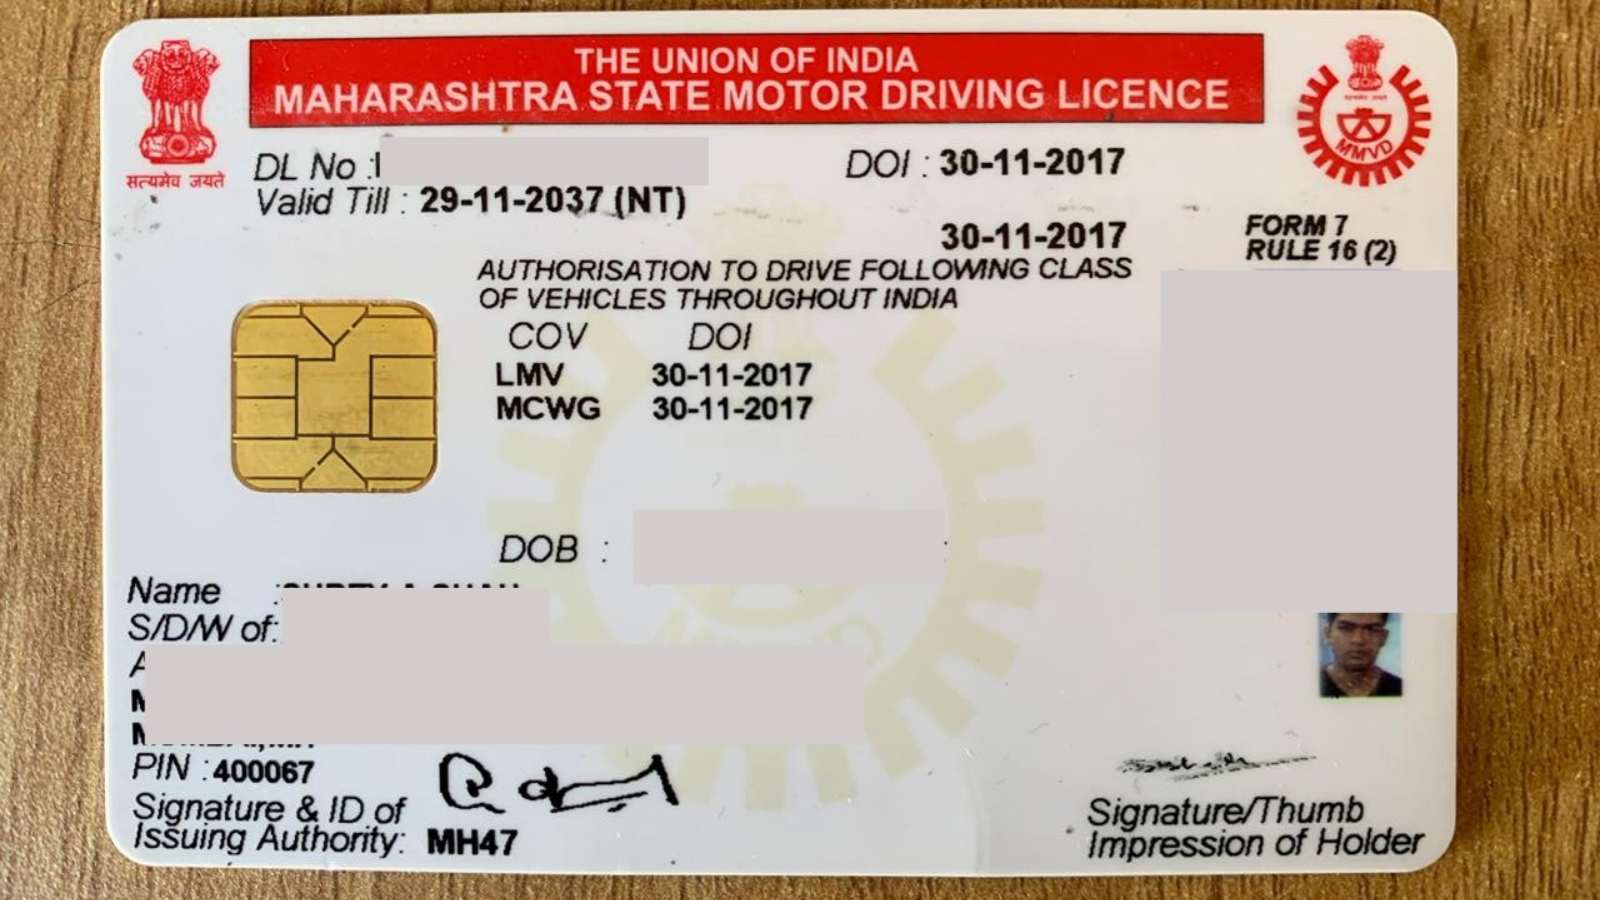 THE UNION OF INDIA
MAHARASHTRA STATE MOTOR DRIVING LICENCE
सत्यमेव जयते
MMVD
DL No :
DOI : 30-11-2017
Valid Till : 29-11-2037 (NT)
30-11-2017
FORM 7
RULE 16 (2)
AUTHORISATION TO DRIVE FOLLOWING CLASS
OF VEHICLES THROUGHOUT INDIA
COV DOI
LMV 30-11-2017
MCWG 30-11-2017
DOB :
Name :
S/D/W of:
PIN : 400067
Signature & ID of
Issuing Authority: MH47
Signature/Thumb
Impression of Holder